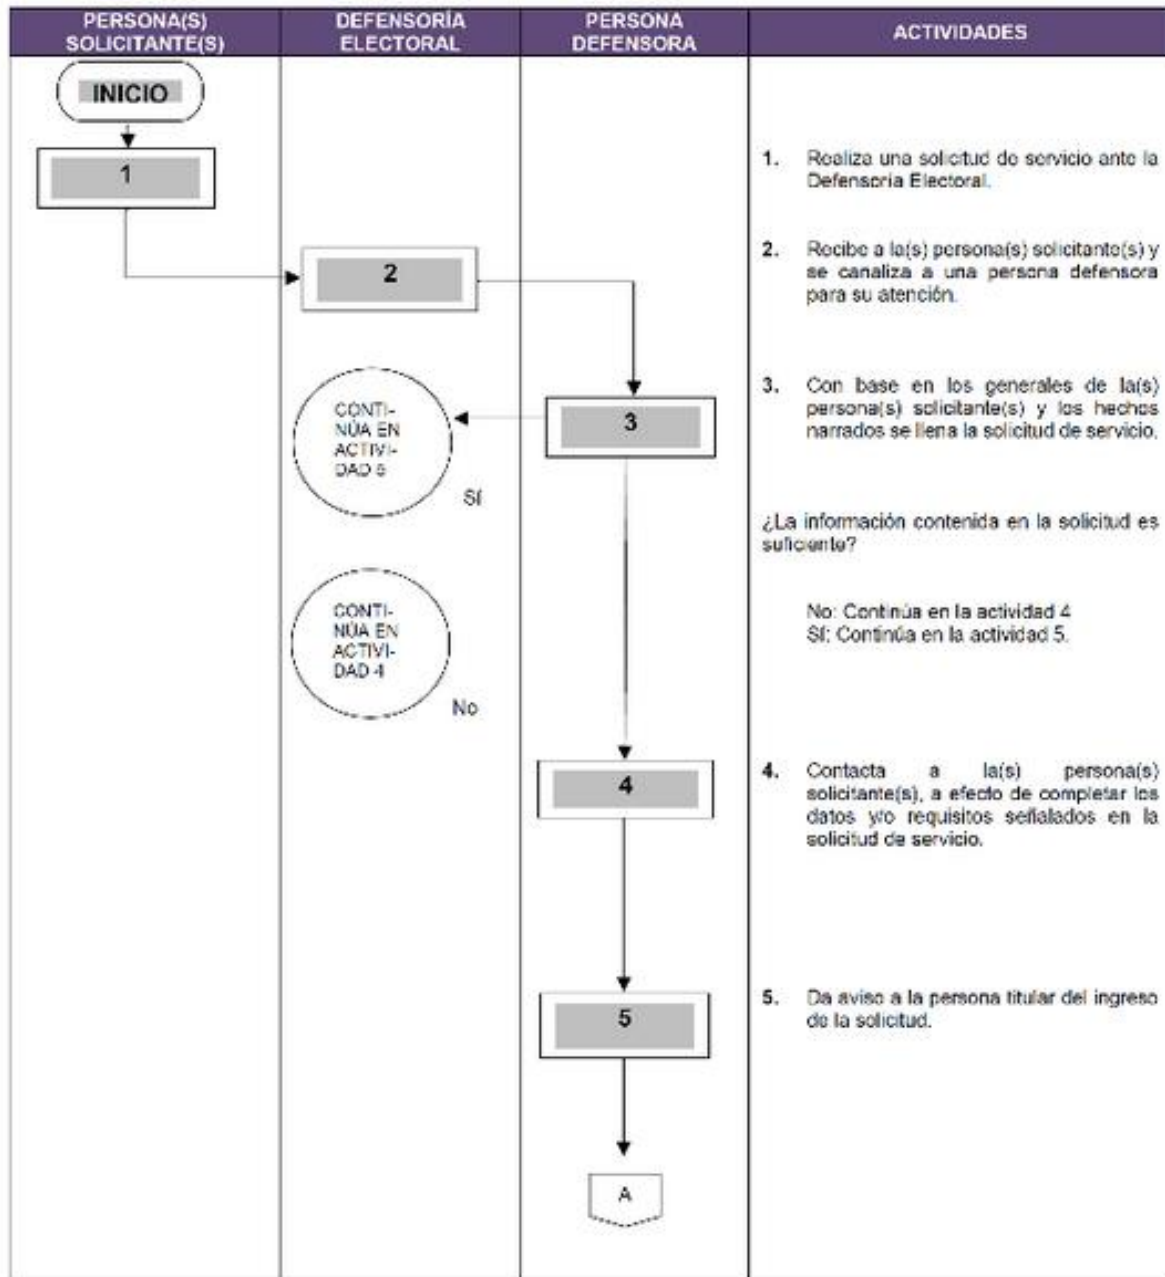 PERSONA(S)
SOLICITANTE(S)
DEFENSORÍA
ELECTORAL
PERSONA
DEFENSORA
ACTIVIDADES
INICIO
1
1. Realiza una solicitud de servicio ante la
Defensoría Electoral.
2
2. Recibe a la(s) persona(s) solicitante(s) y
se canaliza a una persona defensora
para su atención.
CONTI-
NÚA EN
ACTIVI-
DAD 5
Sí
3
3. Con base en los generales de la(s)
persona(s) solicitante(s) y los hechos
narrados se llena la solicitud de servicio.
¿La información contenida en la solicitud es
suficiente?
No: Continúa en la actividad 4
Sí: Continúa en la actividad 5.
CONTI-
NÚA EN
ACTIVI-
DAD 4
No
4
4. Contacta a la(s) persona(s)
solicitante(s), a efecto de completar los
datos y/o requisitos señalados en la
solicitud de servicio.
5
5. Da aviso a la persona titular del ingreso
de la solicitud.
A